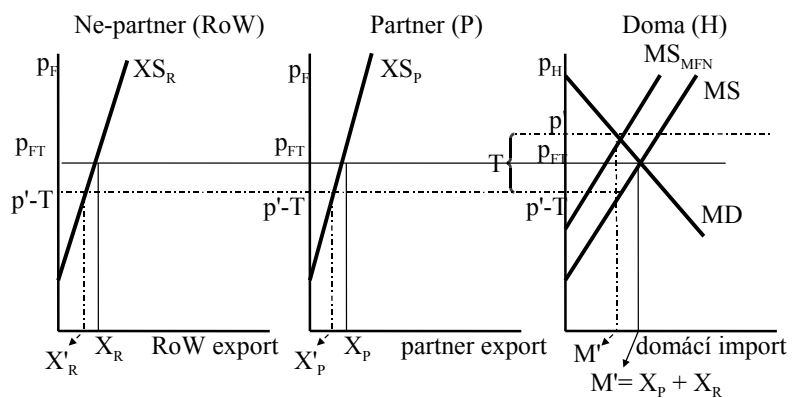 Ne-partner (RoW)
Partner (P)
Doma (H)
p_F
XS_R
p_F
XS_P
p_H
MS_MFN
MS
p'
p_FT
p_FT
T
p_FT
p'-T
p'-T
p'-T
MD
X'_R
X_R
RoW export
X'_P
X_P
partner export
M'
domácí import
M'= X_P + X_R